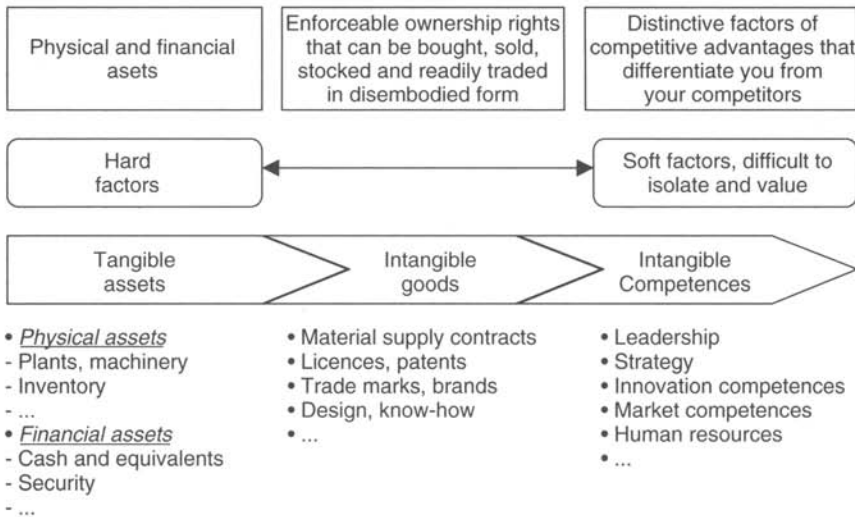 Physical and financial
asets
Enforceable ownership rights
that can be bought, sold,
stocked and readily traded
in disembodied form
Distinctive factors of
competitive advantages that
differentiate you from
your competitors
Hard
factors
Soft factors, difficult to
isolate and value
Tangible
assets
Intangible
goods
Intangible
Competences
• Physical assets
- Plants, machinery
- Inventory
- ...
• Financial assets
- Cash and equivalents
- Security
- ...
• Material supply contracts
• Licences, patents
• Trade marks, brands
• Design, know-how
• ...
• Leadership
• Strategy
• Innovation competences
• Market competences
• Human resources
• ...